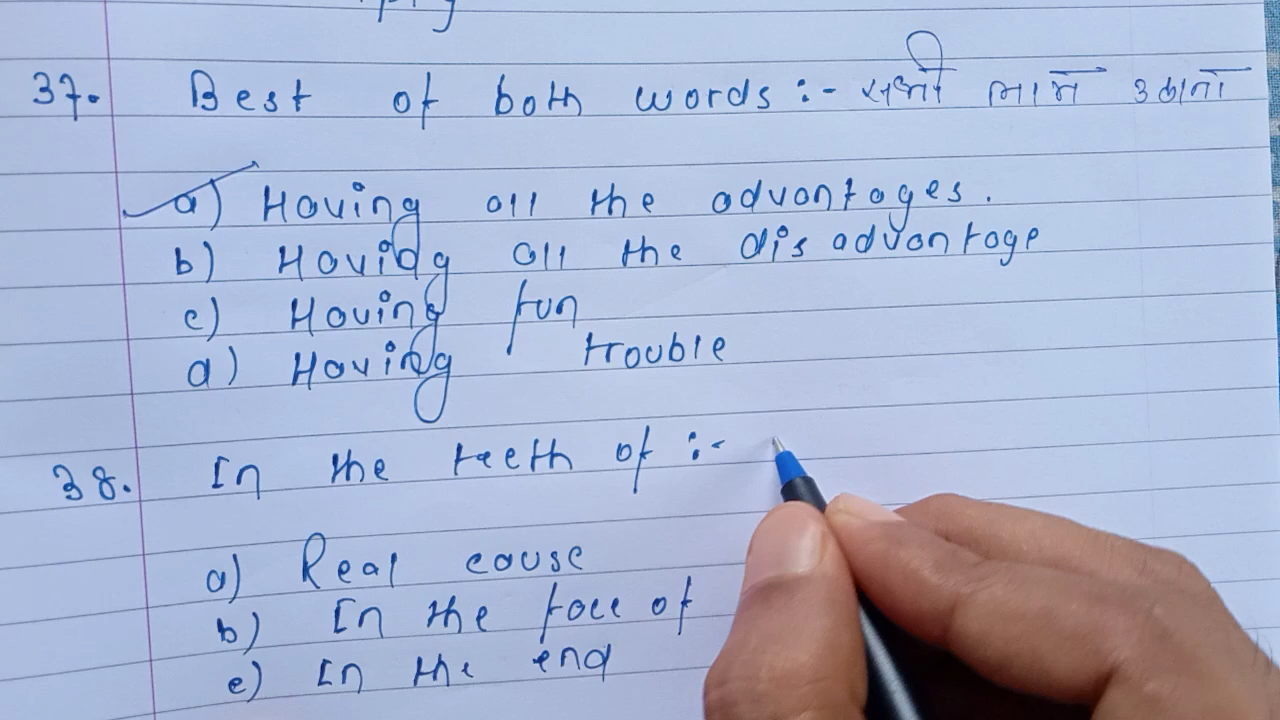 37. Best of both words :- सभी लाभ उठाना
a) Having all the advantages.
b) Having all the disadvantage
c) Having fun
d) Having trouble
38. In the teeth of :-
a) Real cause
b) In the face of
c) In the end